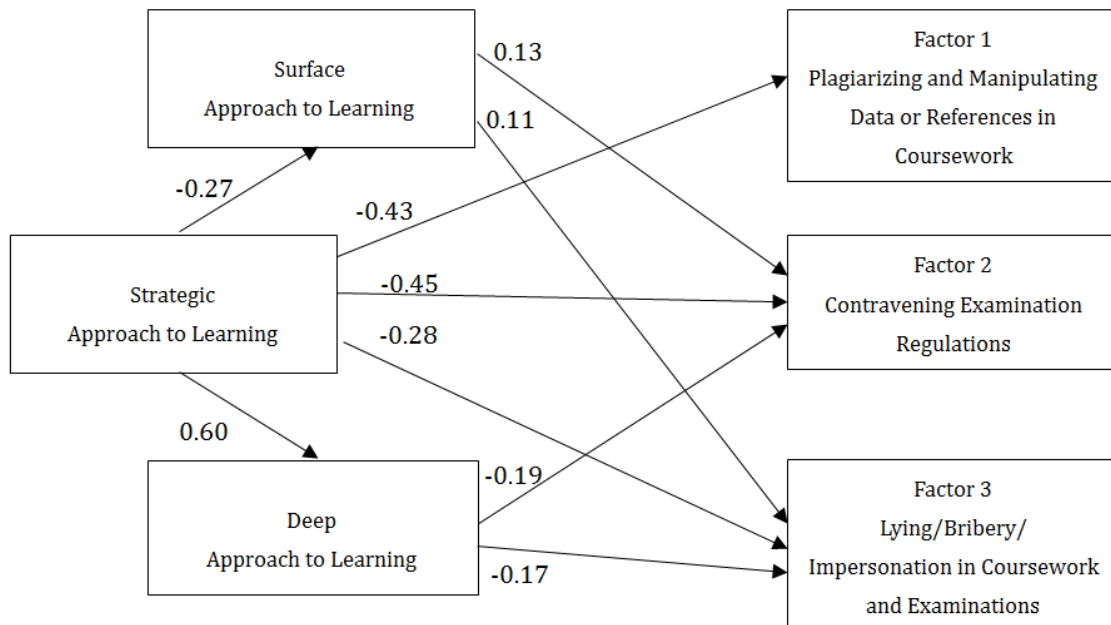 Surface
Approach to Learning
0.13
0.11
Factor 1
Plagiarizing and Manipulating
Data or References in
Coursework
-0.27
-0.43
Strategic
Approach to Learning
-0.45
-0.28
Factor 2
Contravening Examination
Regulations
0.60
Deep
Approach to Learning
-0.19
-0.17
Factor 3
Lying/Bribery/
Impersonation in Coursework
and Examinations